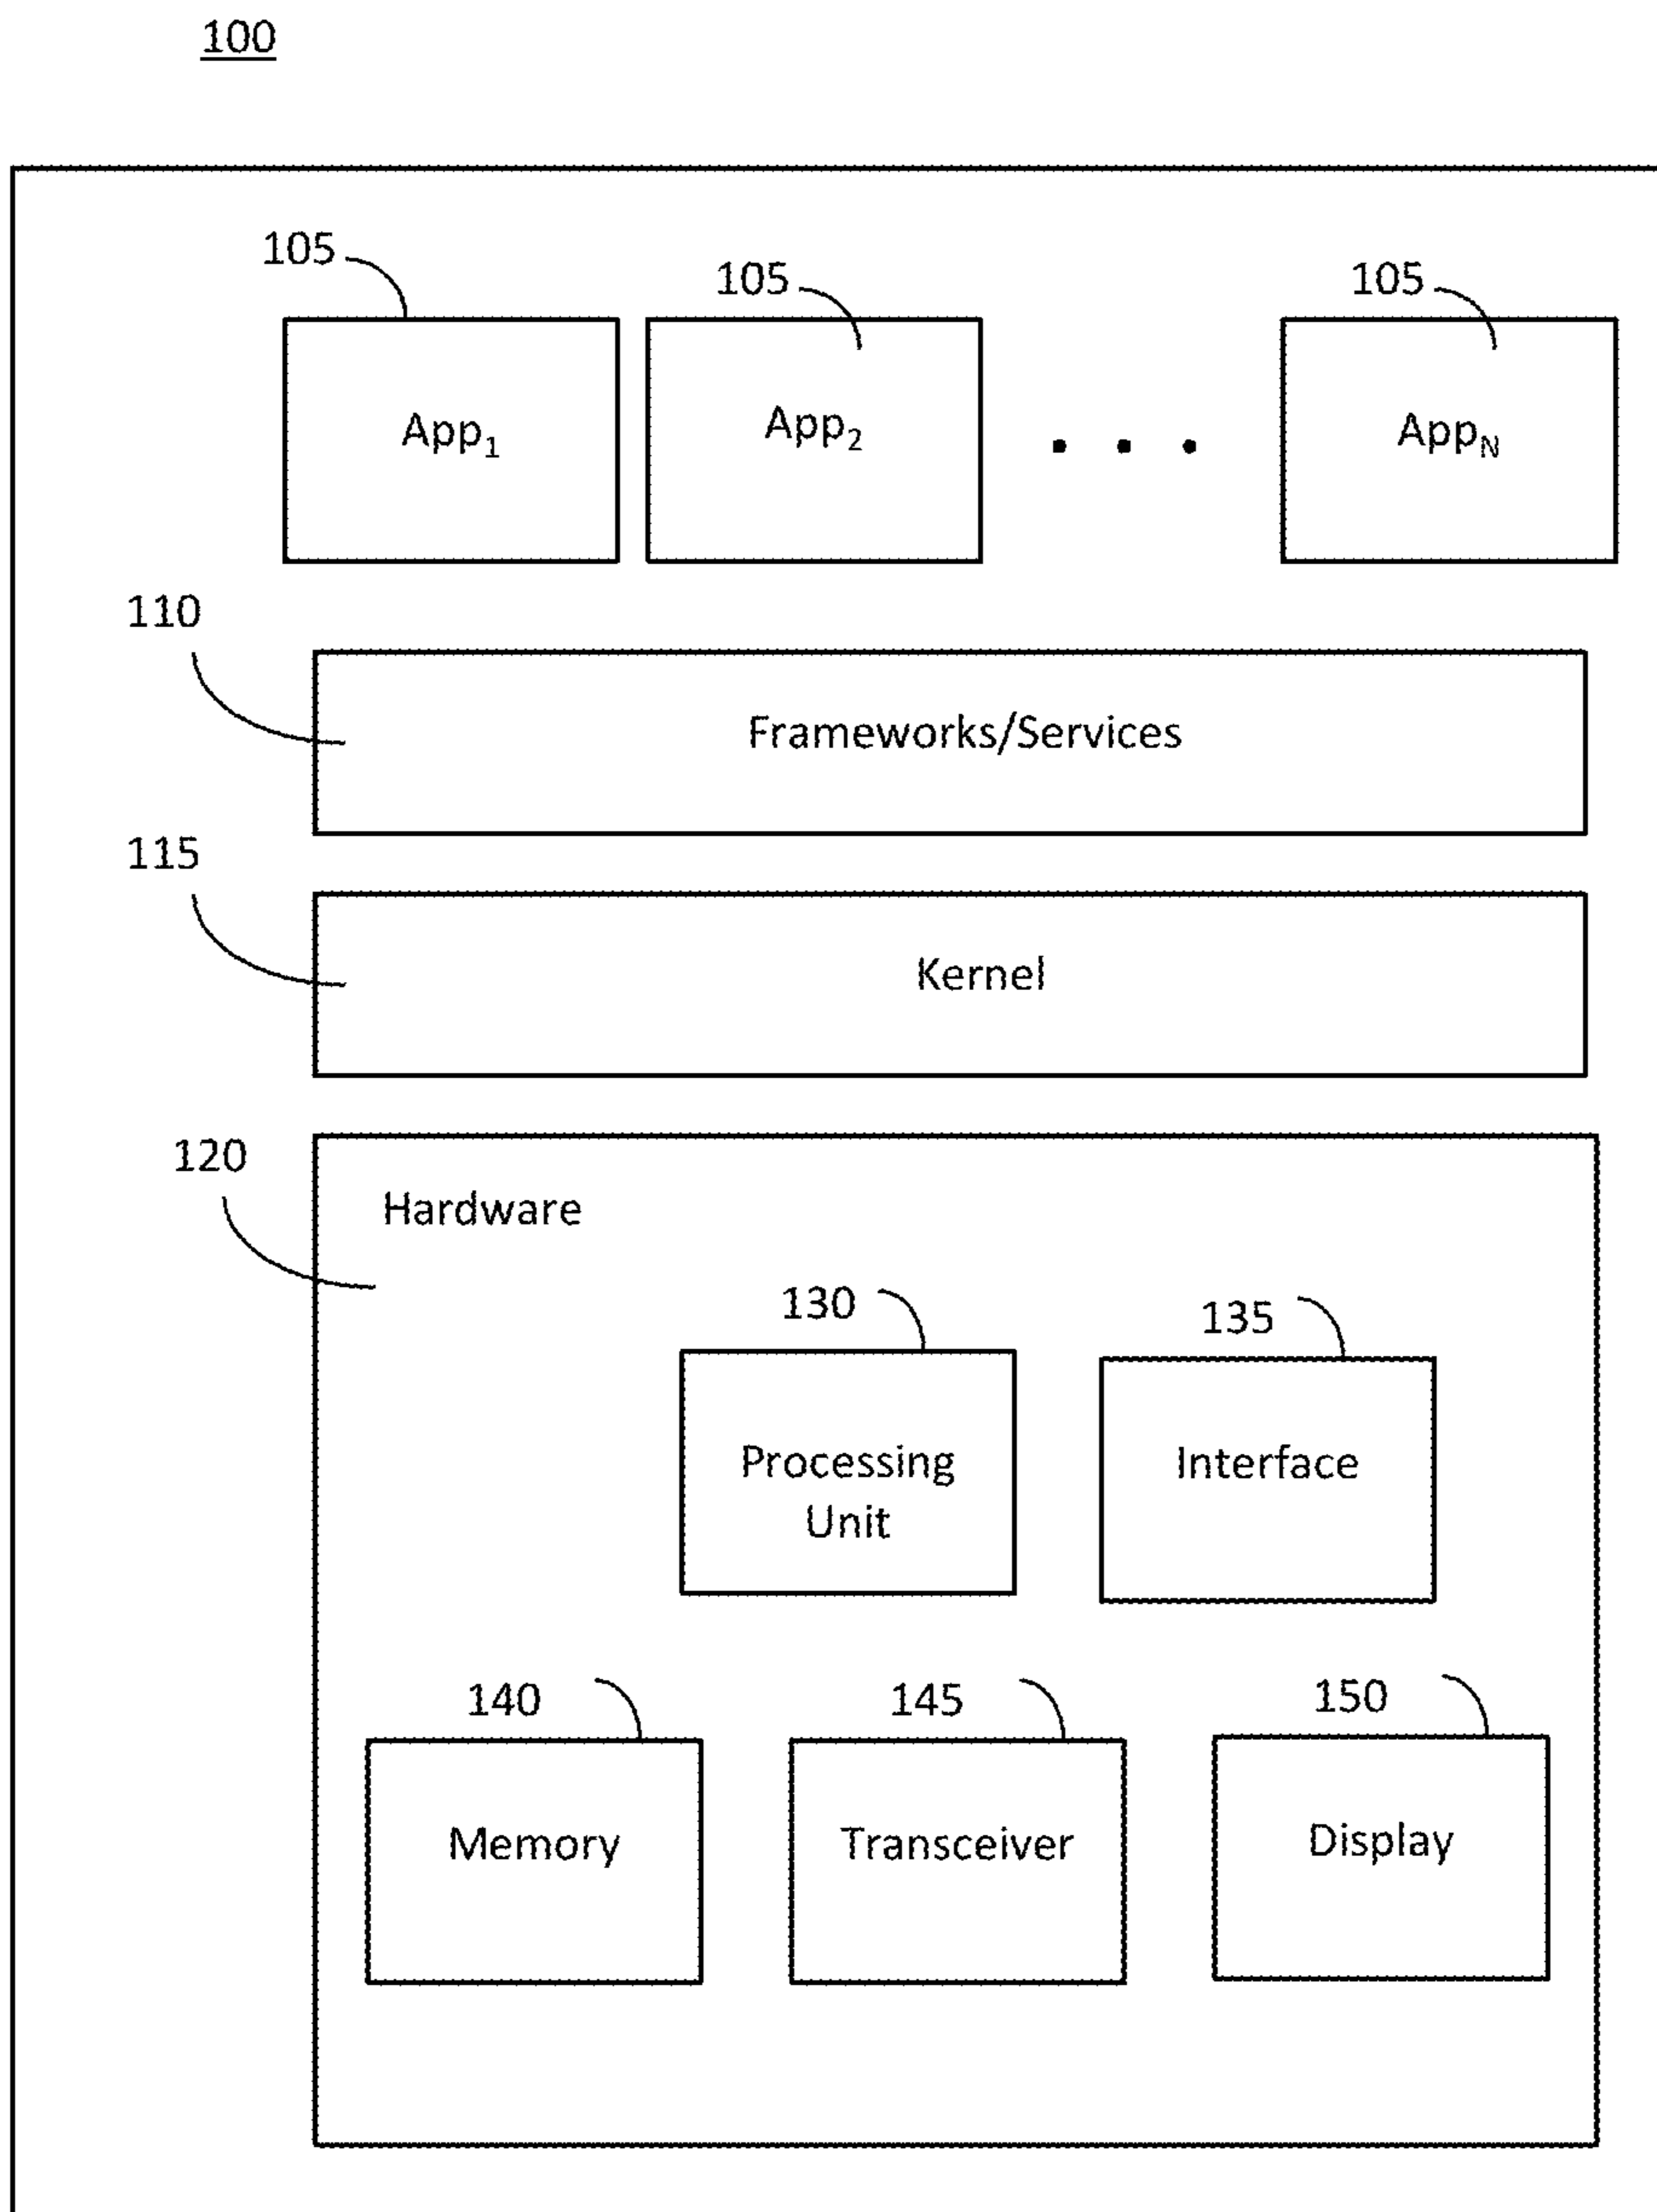 100
105 105 105
App₁ App₂ . . . App_N
110
Frameworks/Services
115
Kernel
120
Hardware
130 135
Processing Interface
Unit
140 145 150
Memory Transceiver Display